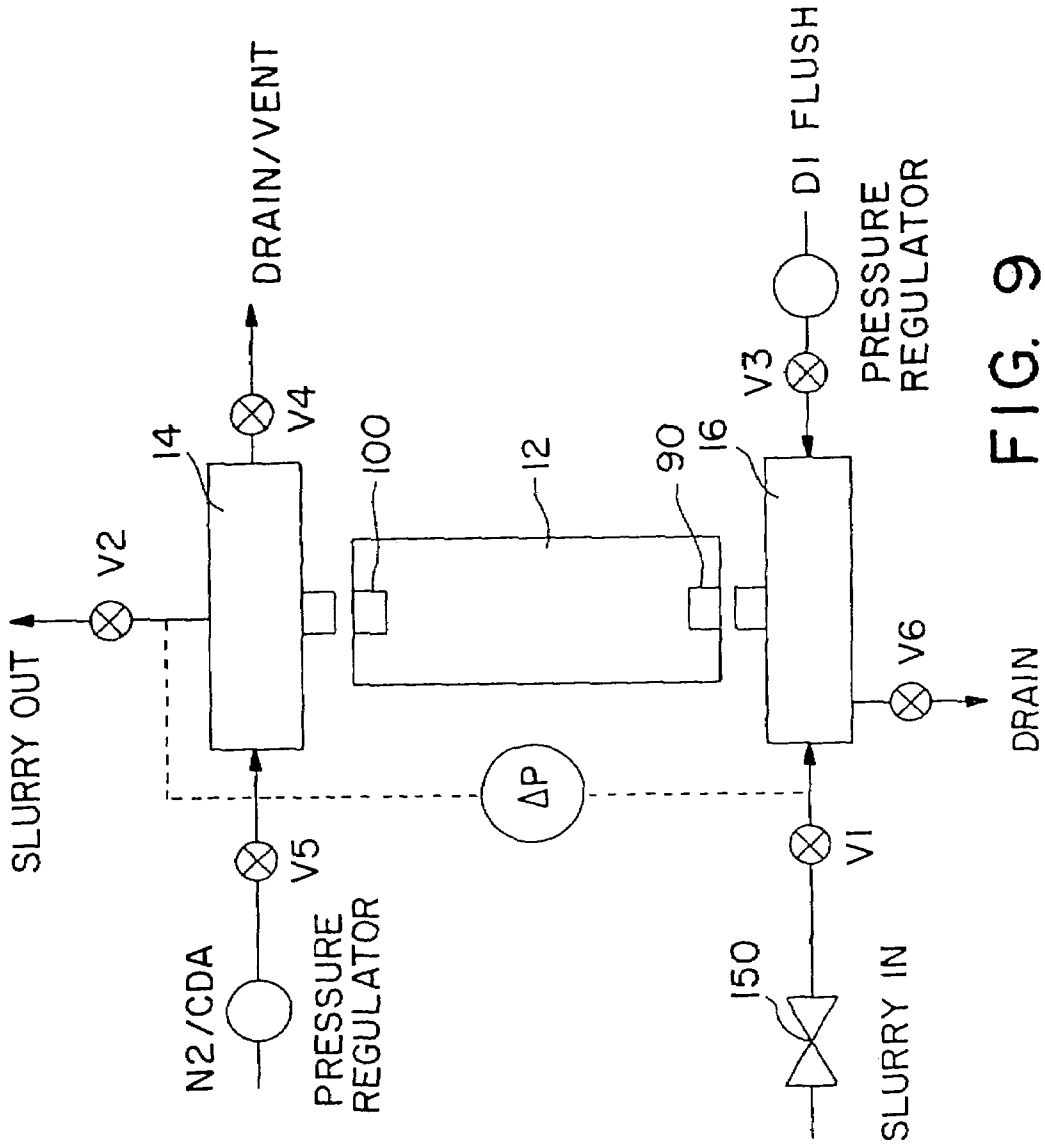 SLURRY OUT
V2
14
DRAIN/VENT
V4
N2/CDA
V5
PRESSURE
REGULATOR
100
12
ΔP
90
16
V3
DI FLUSH
PRESSURE
REGULATOR
150
V1
SLURRY IN
V6
DRAIN
FIG. 9